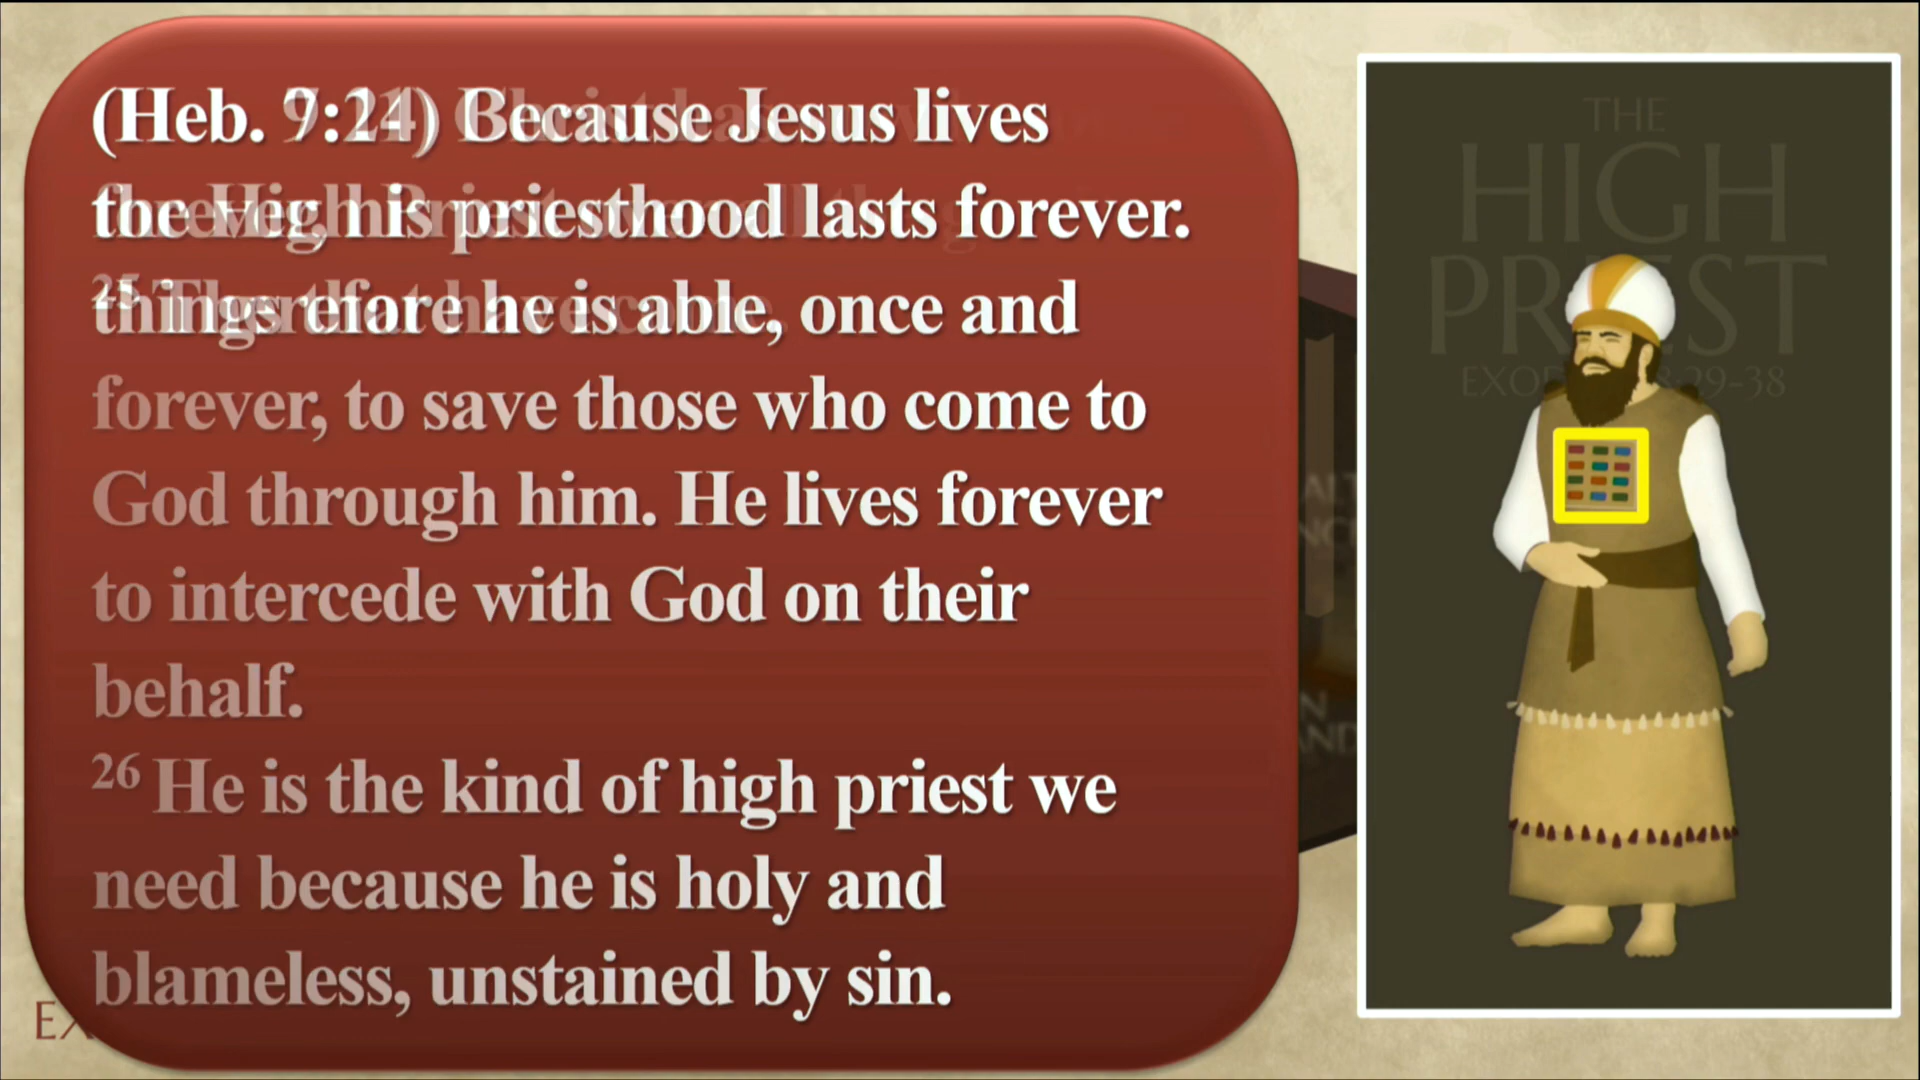 (Heb. 7:24) Because Jesus lives
forever, his priesthood lasts forever.
25 Therefore he is able, once and
forever, to save those who come to
God through him. He lives forever
to intercede with God on their
behalf.
26 He is the kind of high priest we
need because he is holy and
blameless, unstained by sin.
THE
HIGH
PRIEST